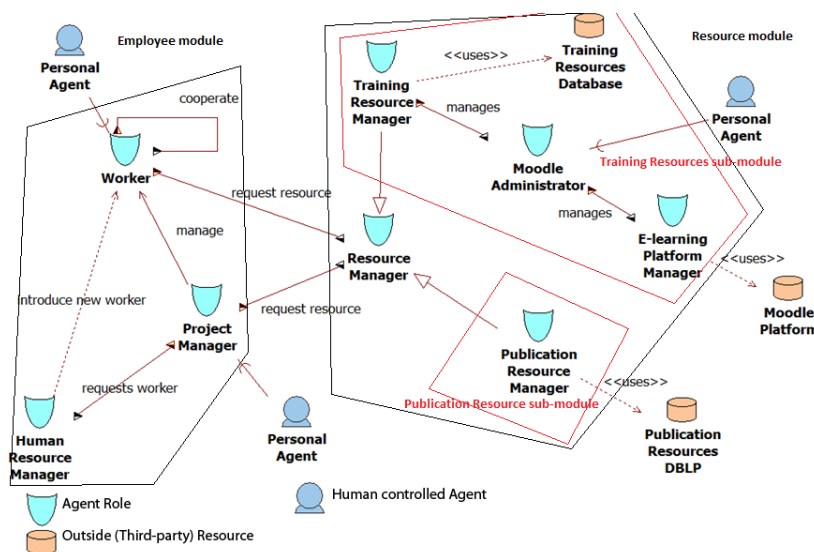 Employee module
Resource module
Personal
Agent
cooperate
Worker
<<uses>>
Training
Resources
Database
Training
Resource
Manager
manages
Personal
Agent
Moodle
Administrator
Training Resources sub-module
request resource
manages
manage
Resource
Manager
E-learning
Platform
Manager
<<uses>>
introduce new worker
request resource
Project
Manager
Moodle
Platform
Publication
Resource
Manager
requests worker
<<uses>>
Publication Resource sub-module
Human
Resource
Manager
Personal
Agent
Publication
Resources
DBLP
Agent Role
Human controlled Agent
Outside (Third-party) Resource